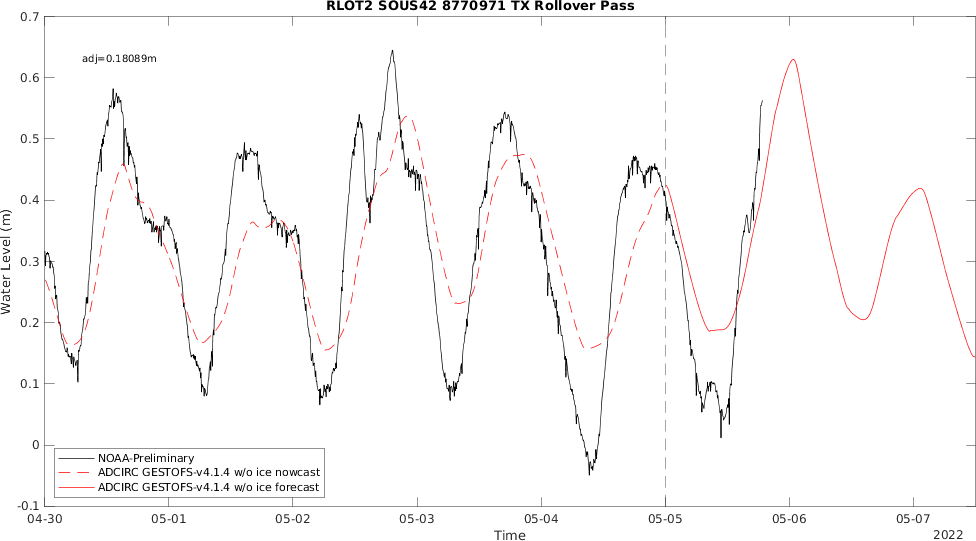 RLOT2 SOUS42 8770971 TX Rollover Pass
0.7
adj=0.18089m
0.6
0.5
0.4
0.3
0.2
0.1
0
-0.1
Water Level (m)
NOAA-Preliminary
ADCIRC GESTOFS-v4.1.4 w/o ice nowcast
ADCIRC GESTOFS-v4.1.4 w/o ice forecast
04-30 05-01 05-02 05-03 05-04 05-05 05-06 05-07
Time
2022